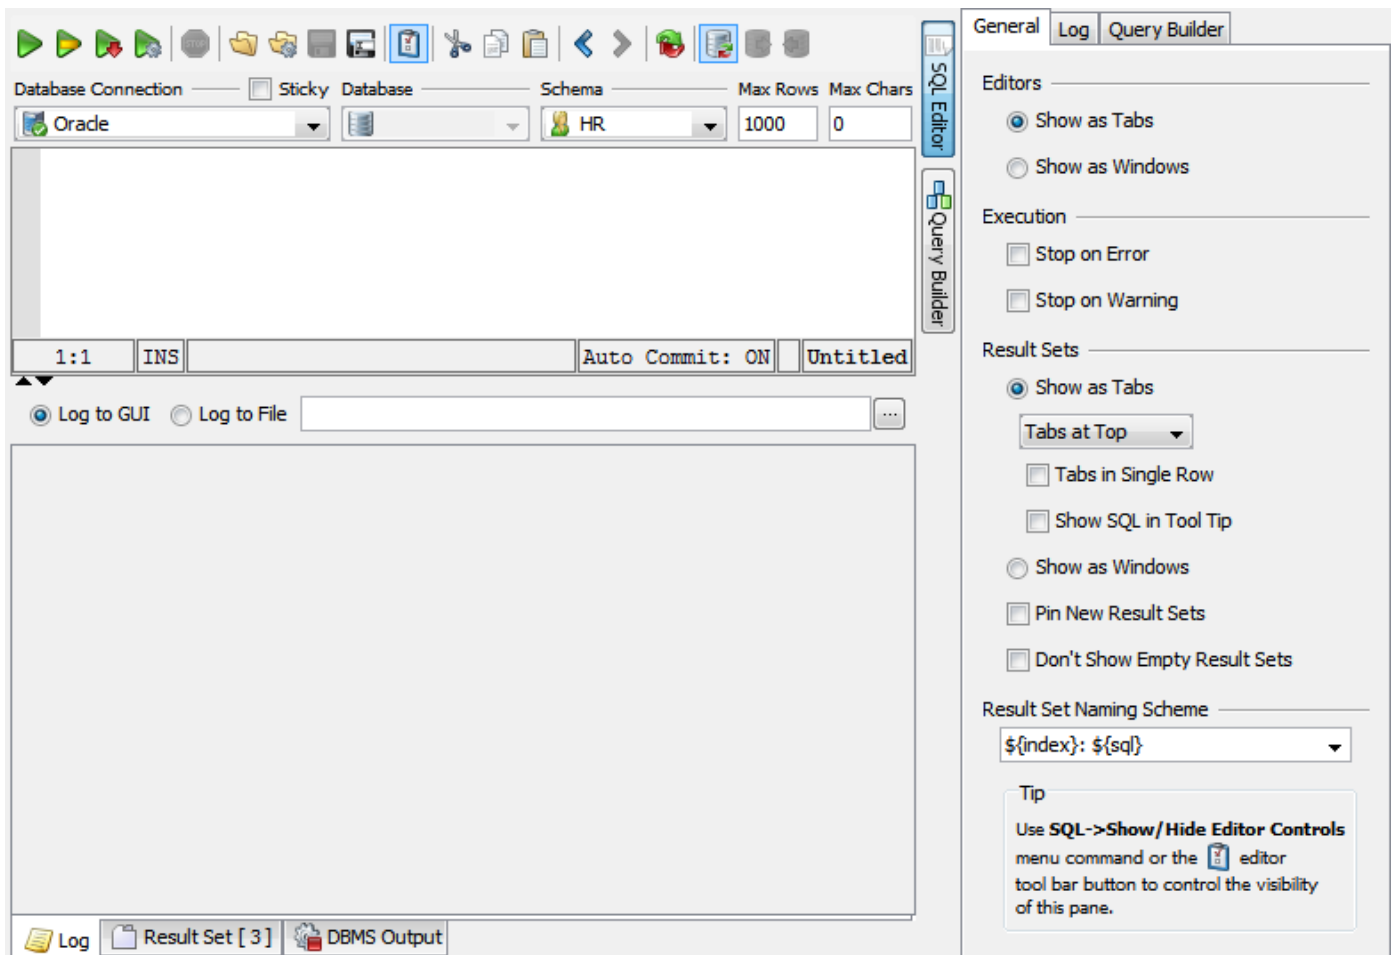 STOP
Database Connection
Sticky
Database
Schema
Max Rows
Max Chars
Oracle
HR
1000
0
1:1
INS
Auto Commit: ON
Untitled
Log to GUI
Log to File
...
Log
Result Set [ 3 ]
DBMS Output
SQL Editor
Query Builder
General
Log
Query Builder
Editors
Show as Tabs
Show as Windows
Execution
Stop on Error
Stop on Warning
Result Sets
Show as Tabs
Tabs at Top
Tabs in Single Row
Show SQL in Tool Tip
Show as Windows
Pin New Result Sets
Don't Show Empty Result Sets
Result Set Naming Scheme
${index}: ${sql}
Tip
Use SQL->Show/Hide Editor Controls
menu command or the editor
tool bar button to control the visibility
of this pane.